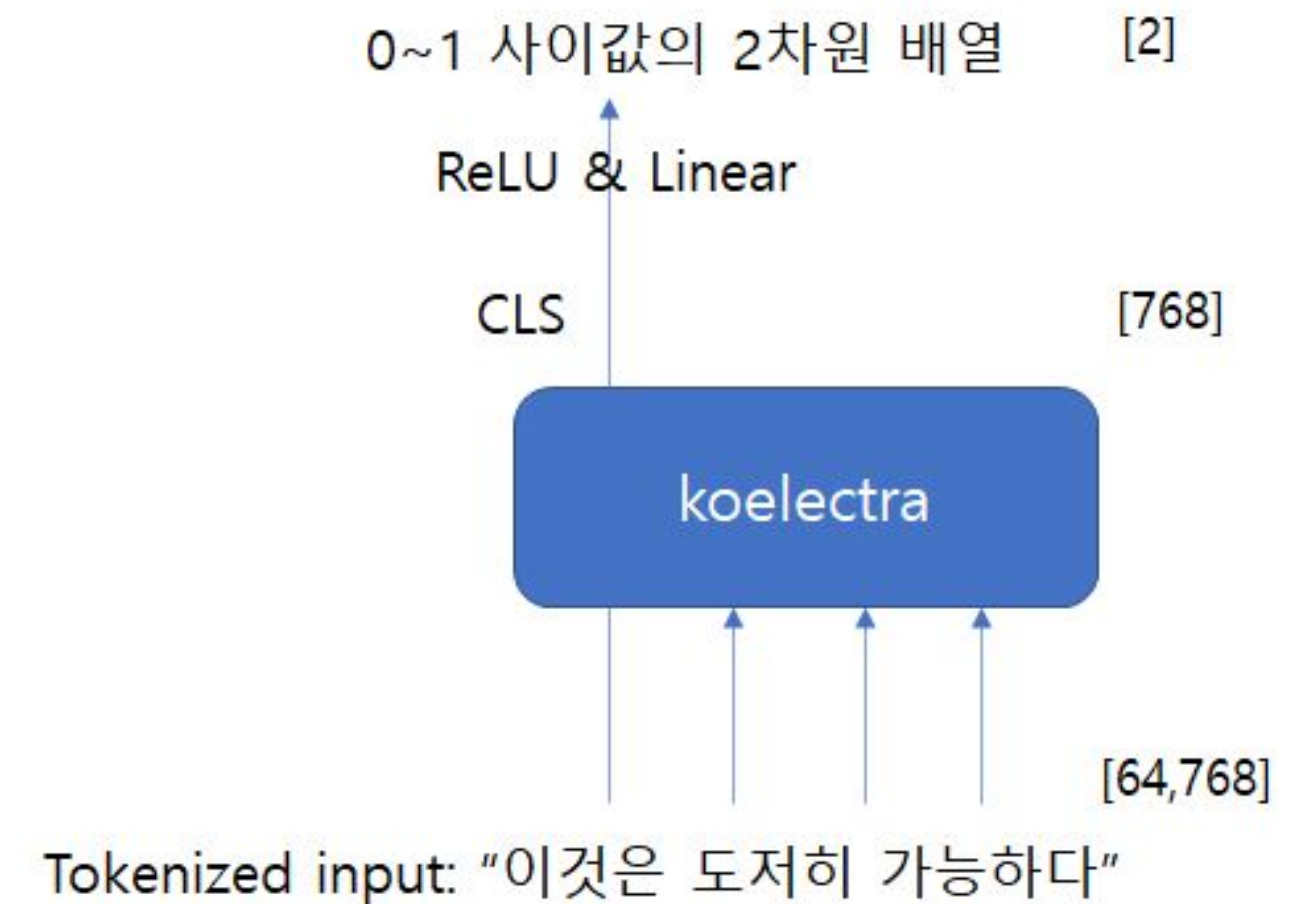 0~1 사이값의 2차원 배열 [2]
ReLU & Linear
CLS [768]
koelectra
[64,768]
Tokenized input: "이것은 도저히 가능하다"